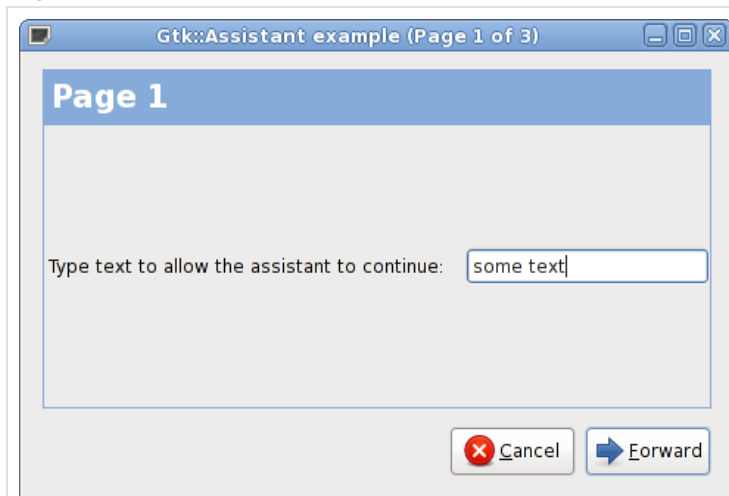 Gtk::Assistant example (Page 1 of 3)
Page 1
Type text to allow the assistant to continue: some text
Cancel Forward